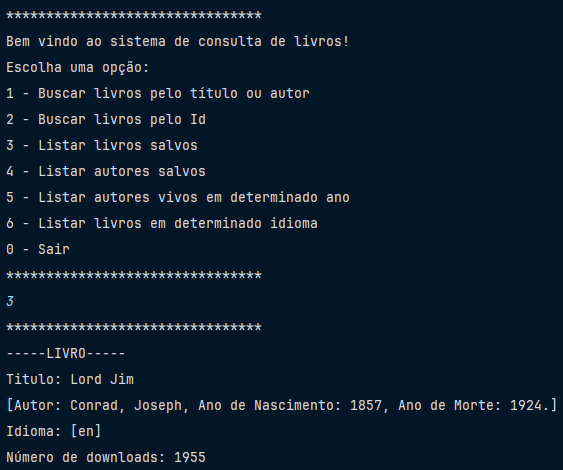 ********************************
Bem vindo ao sistema de consulta de livros!
Escolha uma opção:
1 - Buscar livros pelo título ou autor
2 - Buscar livros pelo Id
3 - Listar livros salvos
4 - Listar autores salvos
5 - Listar autores vivos em determinado ano
6 - Listar livros em determinado idioma
0 - Sair
********************************
3
********************************
-----LIVRO-----
Titulo: Lord Jim
[Autor: Conrad, Joseph, Ano de Nascimento: 1857, Ano de Morte: 1924.]
Idioma: [en]
Número de downloads: 1955